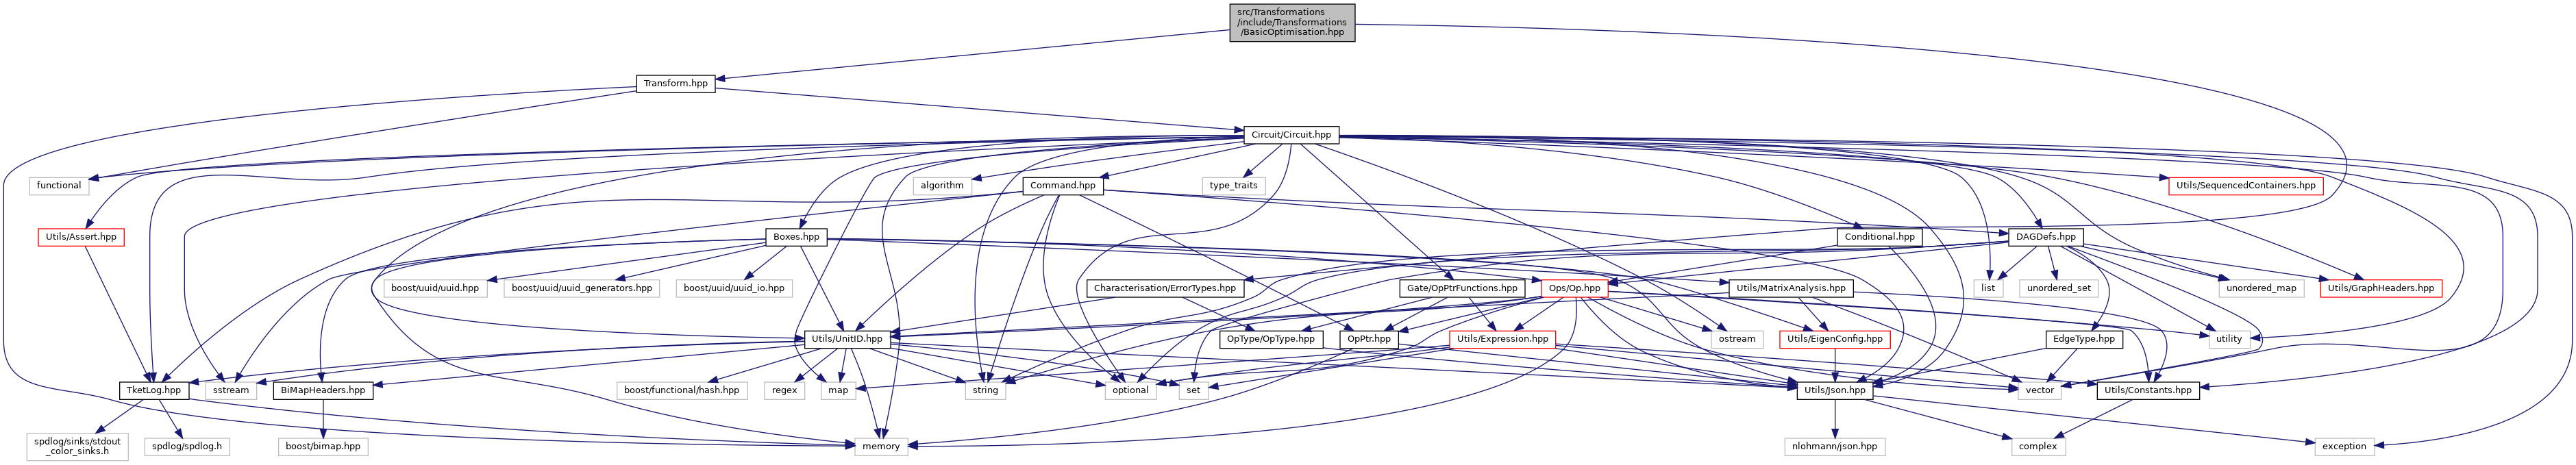 src/Transformations
/include/Transformations
/BasicOptimisation.hpp
Transform.hpp
Circuit/Circuit.hpp
functional
algorithm
Command.hpp
type_traits
Utils/SequencedContainers.hpp
Utils/Assert.hpp
Boxes.hpp
Conditional.hpp
DAGDefs.hpp
boost/uuid/uuid.hpp
boost/uuid/uuid_generators.hpp
boost/uuid/uuid_io.hpp
Characterisation/ErrorTypes.hpp
Gate/OpPtrFunctions.hpp
Ops/Op.hpp
Utils/MatrixAnalysis.hpp
list
unordered_set
unordered_map
Utils/GraphHeaders.hpp
Utils/UnitID.hpp
OpType/OpType.hpp
OpPtr.hpp
Utils/Expression.hpp
ostream
Utils/EigenConfig.hpp
EdgeType.hpp
utility
TketLog.hpp
sstream
BiMapHeaders.hpp
boost/functional/hash.hpp
regex
map
string
optional
set
Utils/Json.hpp
vector
Utils/Constants.hpp
spdlog/sinks/stdout
_color_sinks.h
spdlog/spdlog.h
boost/bimap.hpp
memory
nlohmann/json.hpp
complex
exception